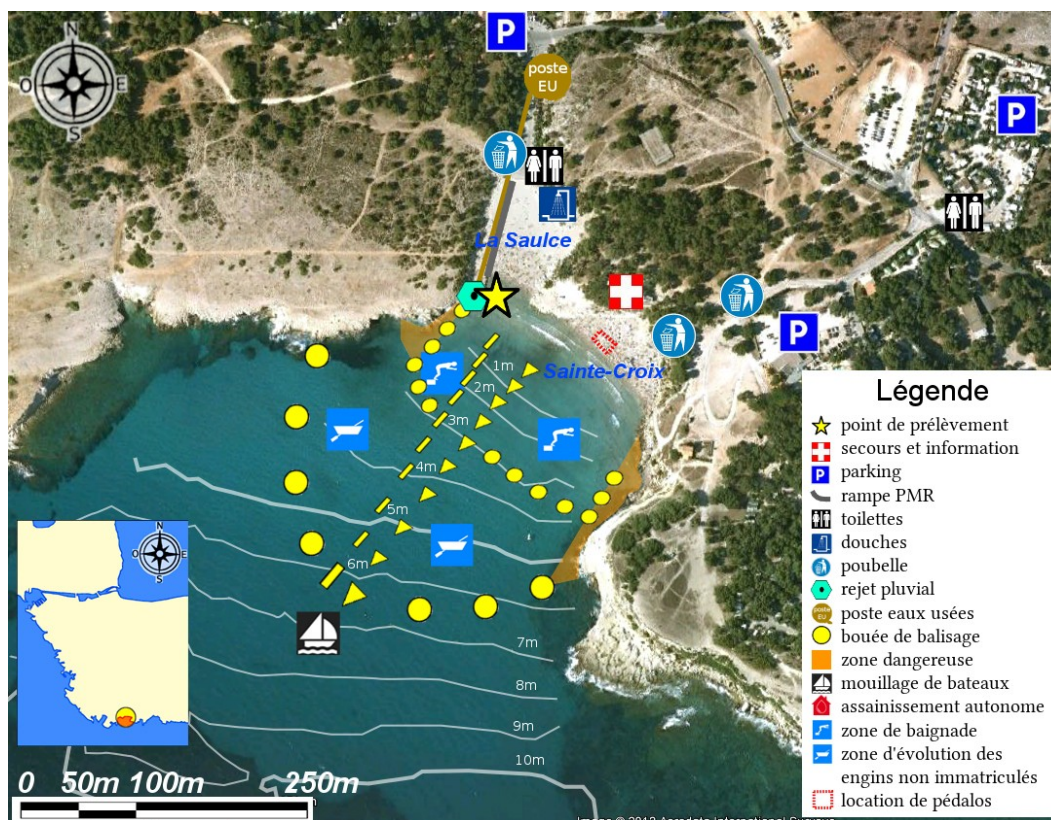 N
O
E
S
P
poste
EU
P
La Saulce
P
Sainte-Croix
1m
2m
3m
4m
5m
6m
7m
8m
9m
10m
N
O
E
S
0 50m 100m 250m
Légende
point de prélèvement
secours et information
P parking
rampe PMR
toilettes
douches
poubelle
rejet pluvial
poste EU poste eaux usées
bouée de balisage
zone dangereuse
mouillage de bateaux
assainissement autonome
zone de baignade
zone d'évolution des
engins non immatriculés
location de pédalos